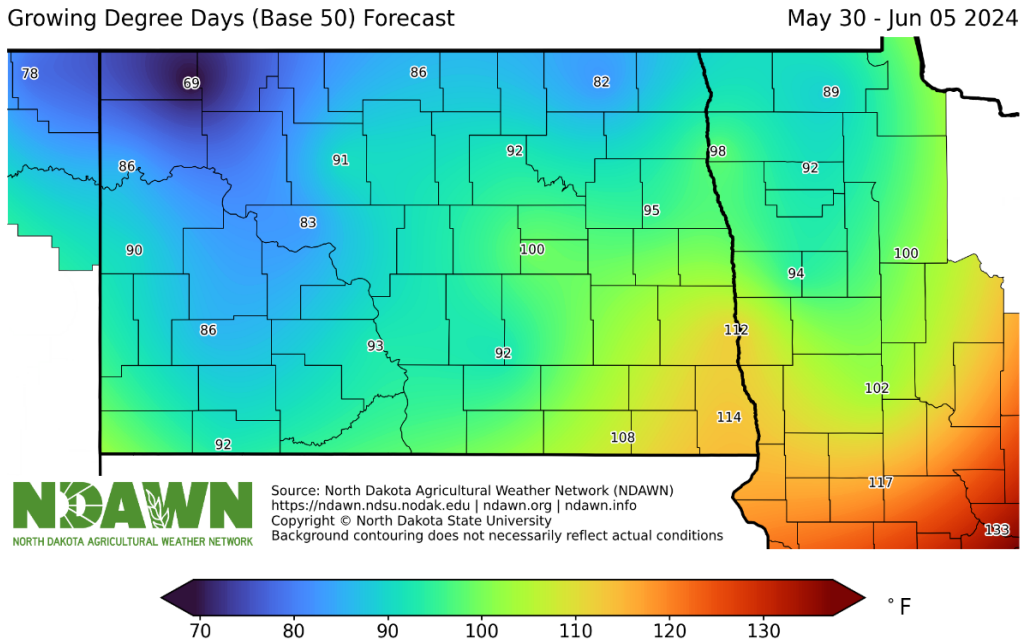 Growing Degree Days (Base 50) Forecast
May 30 - Jun 05 2024
78
69
86
82
89
86
91
92
98
92
83
95
90
100
100
94
86
93
92
112
102
92
108
114
117
133
NDAWN
NORTH DAKOTA AGRICULTURAL WEATHER NETWORK
Source: North Dakota Agricultural Weather Network (NDAWN)
https://ndawn.ndsu.nodak.edu | ndawn.org | ndawn.info
Copyright © North Dakota State University
Background contouring does not necessarily reflect actual conditions
70 80 90 100 110 120 130
°F